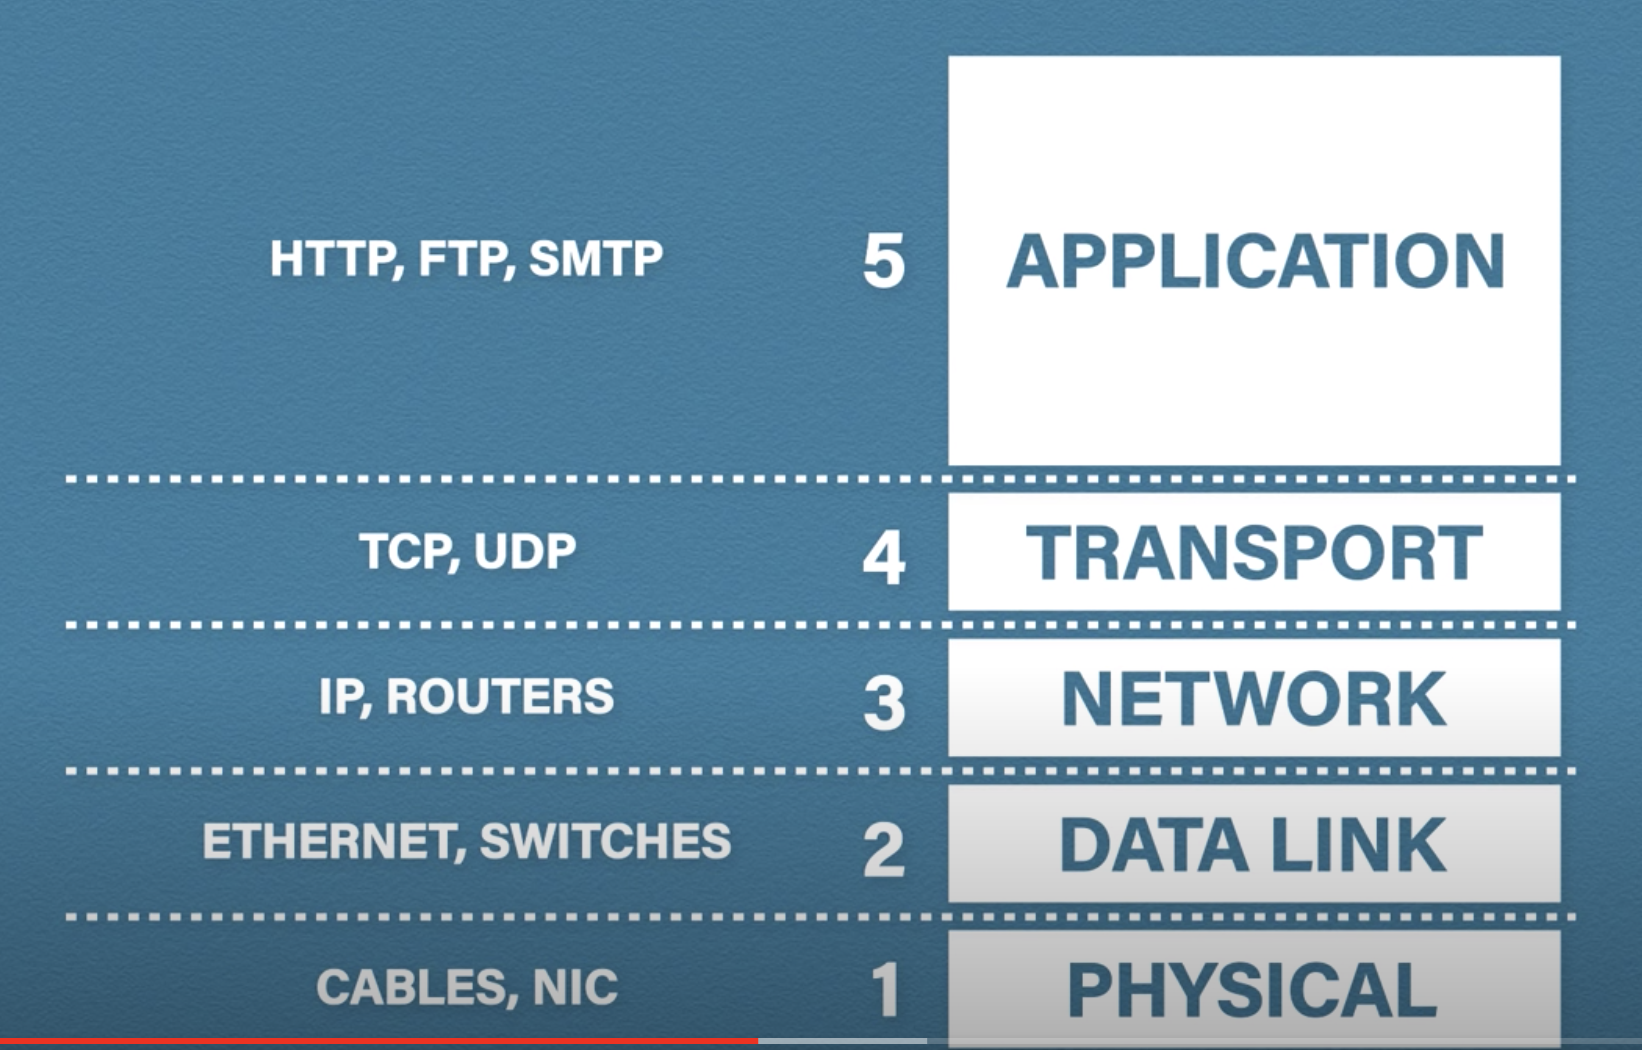 HTTP, FTP, SMTP 5 APPLICATION
TCP, UDP 4 TRANSPORT
IP, ROUTERS 3 NETWORK
ETHERNET, SWITCHES 2 DATA LINK
CABLES, NIC 1 PHYSICAL